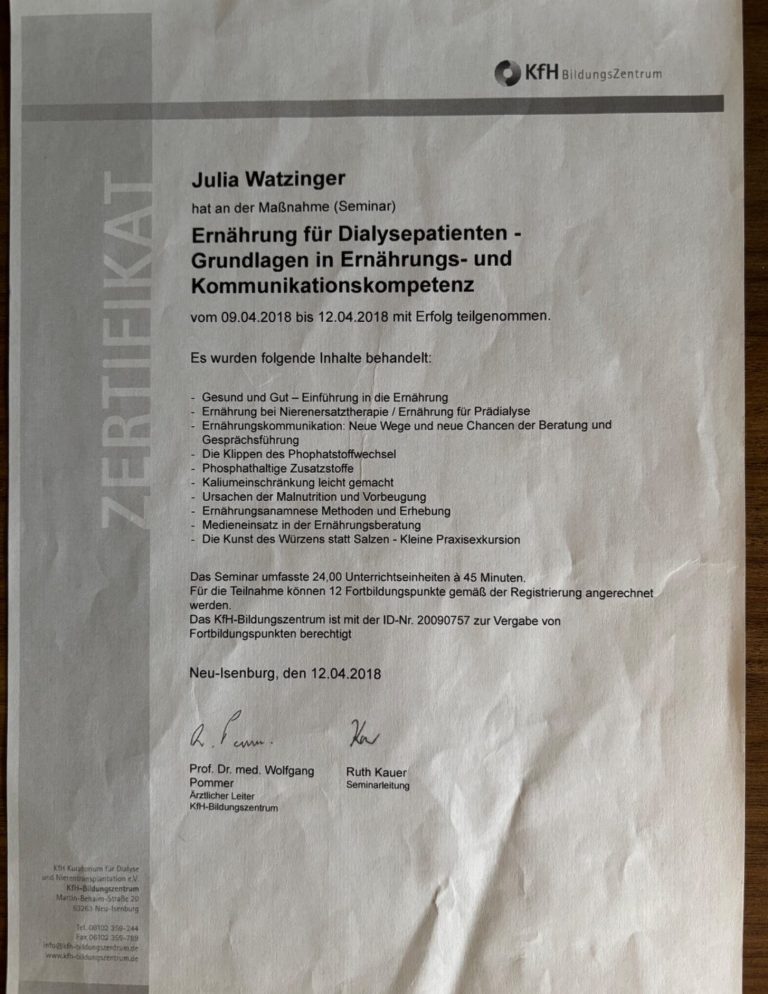 KfH BildungsZentrum
ZERTIFIKAT
Julia Watzinger
hat an der Maßnahme (Seminar)
Ernährung für Dialysepatienten -
Grundlagen in Ernährungs- und
Kommunikationskompetenz
vom 09.04.2018 bis 12.04.2018 mit Erfolg teilgenommen.
Es wurden folgende Inhalte behandelt:
- Gesund und Gut – Einführung in die Ernährung
- Ernährung bei Nierenersatztherapie / Ernährung für Prädialyse
- Ernährungskommunikation: Neue Wege und neue Chancen der Beratung und
Gesprächsführung
- Die Klippen des Phophatstoffwechsel
- Phosphathaltige Zusatzstoffe
- Kaliumeinschränkung leicht gemacht
- Ursachen der Malnutrition und Vorbeugung
- Ernährungsanamnese Methoden und Erhebung
- Medieneinsatz in der Ernährungsberatung
- Die Kunst des Würzens statt Salzen - Kleine Praxisexkursion
Das Seminar umfasste 24,00 Unterrichtseinheiten à 45 Minuten.
Für die Teilnahme können 12 Fortbildungspunkte gemäß der Registrierung angerechnet
werden.
Das KfH-Bildungszentrum ist mit der ID-Nr. 20090757 zur Vergabe von
Fortbildungspunkten berechtigt
Neu-Isenburg, den 12.04.2018
Prof. Dr. med. Wolfgang
Pommer
Ärztlicher Leiter
KfH-Bildungszentrum
Ruth Kauer
Seminarleitung
KfH Kuratorium für Dialyse
und Nierentransplantation e.V.
KfH-Bildungszentrum
Martin-Behaim-Straße 20
63263 Neu-Isenburg
Tel. 06102 359-244
Fax 06102 359-789
info@kfh-bildungszentrum.de
www.kfh-bildungszentrum.de